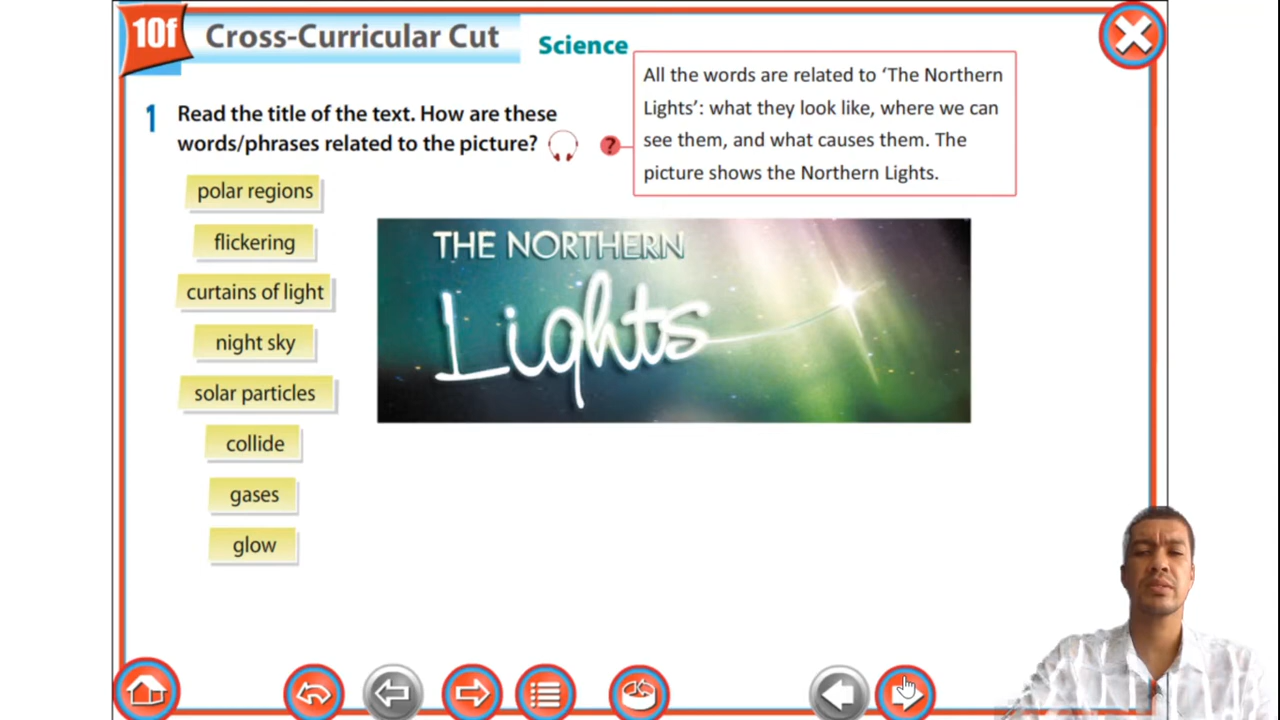 10f Cross-Curricular Cut Science
1 Read the title of the text. How are these
words/phrases related to the picture?
?
All the words are related to ‘The Northern
Lights’: what they look like, where we can
see them, and what causes them. The
picture shows the Northern Lights.
polar regions
flickering
curtains of light
night sky
solar particles
collide
gases
glow
THE NORTHERN
Lights